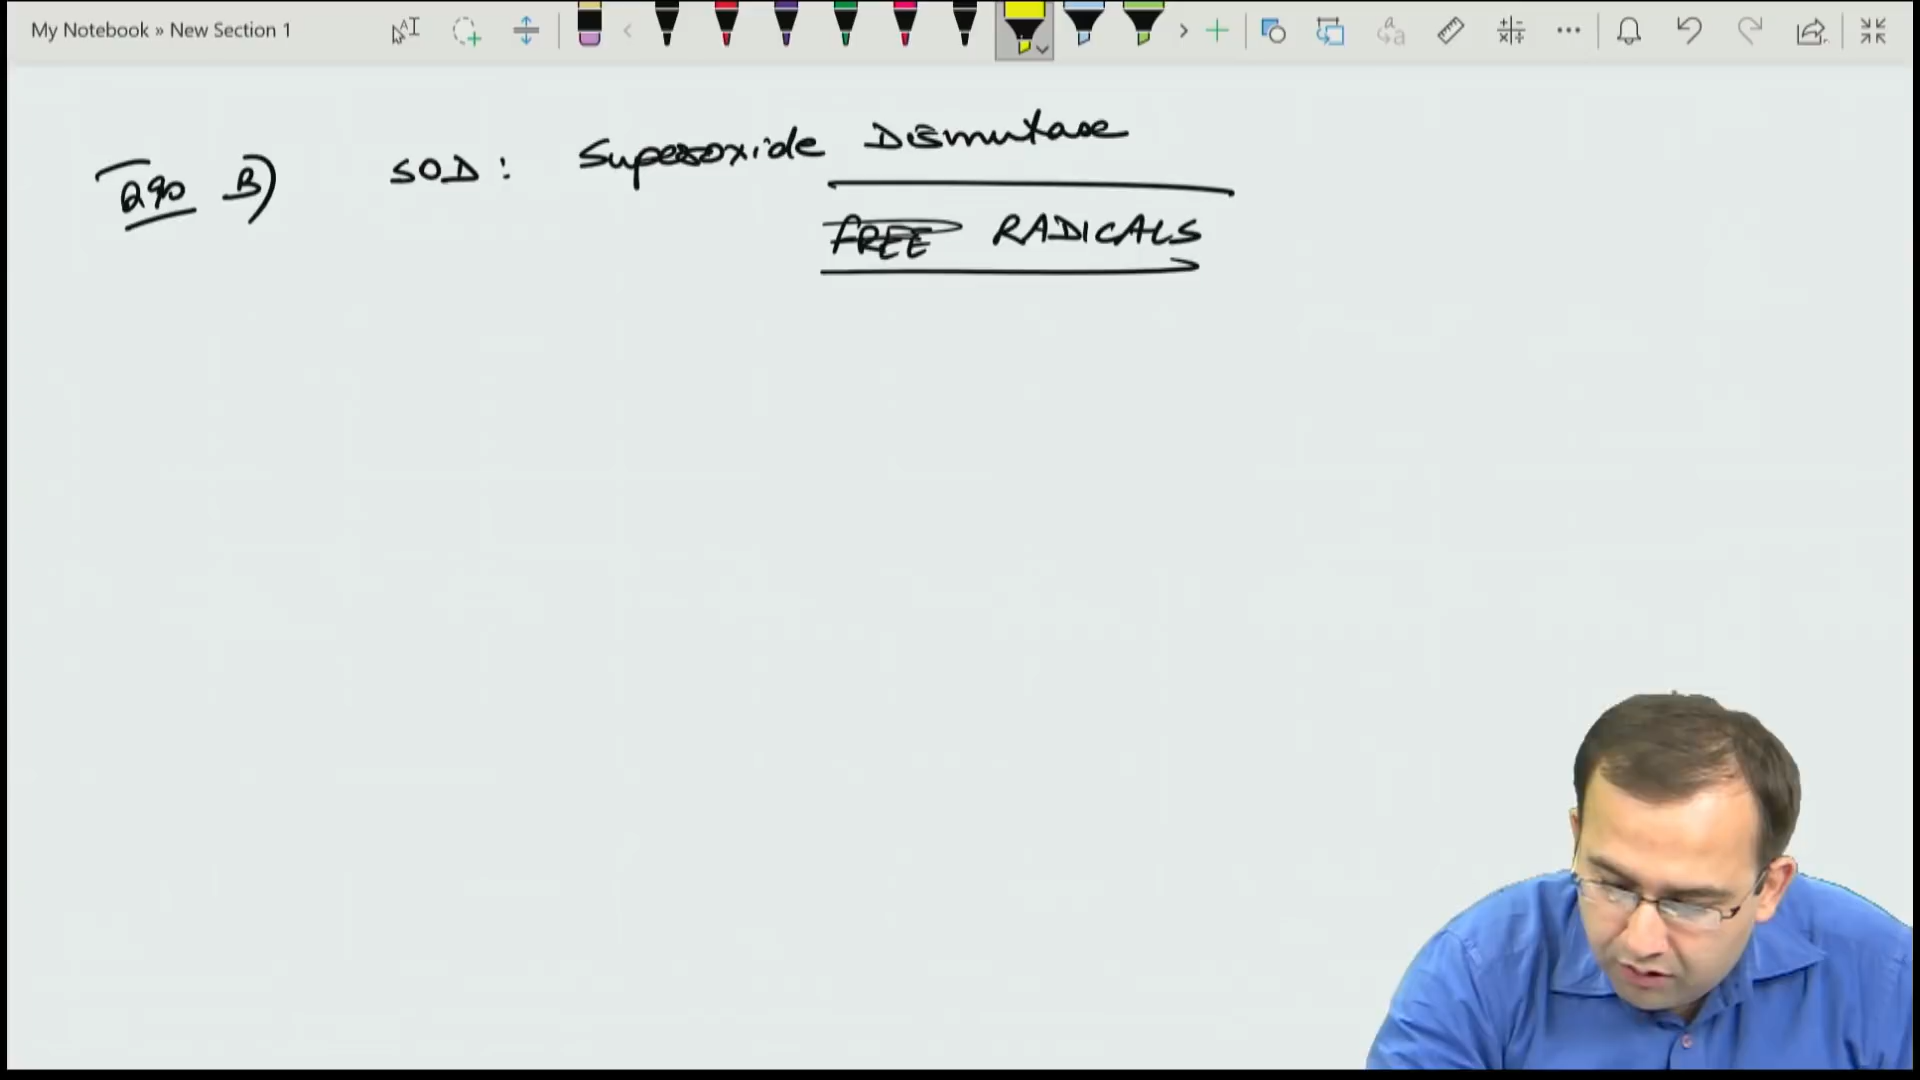 My Notebook » New Section 1
Q90 B) SOD: Superoxide Dismutase
FREE RADICALS